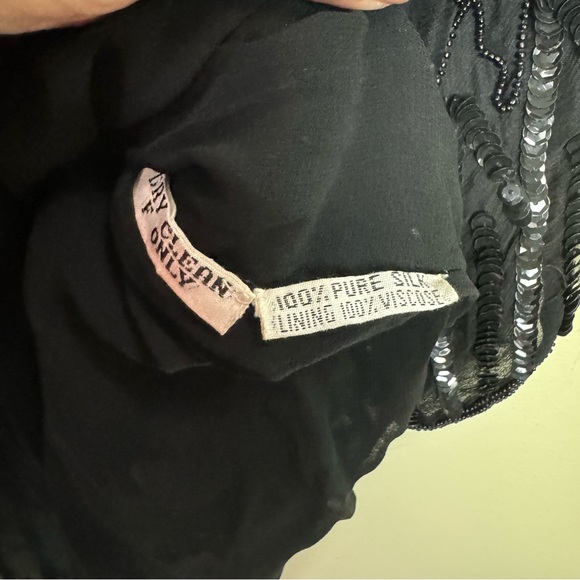 DRY CLEAN
ONLY
100% PURE SILK
LINING 100% VISCOSE